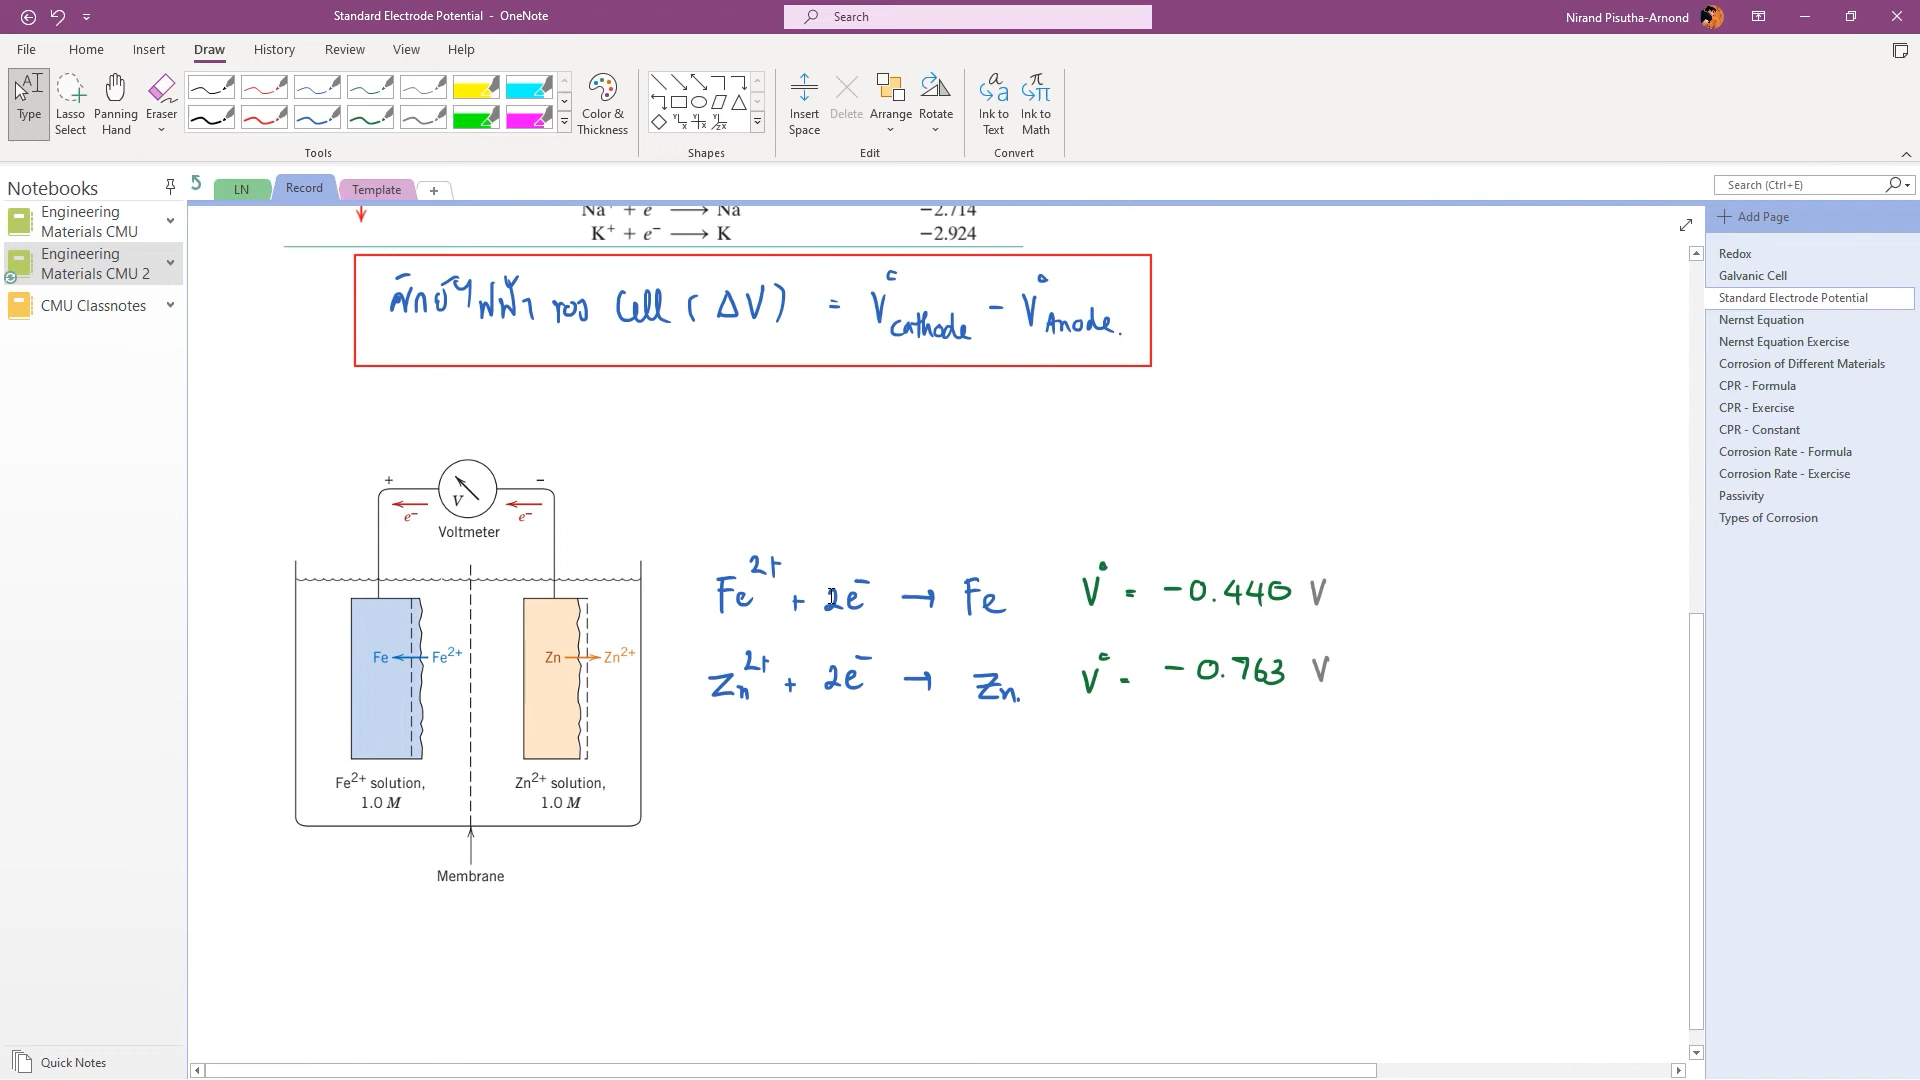 Standard Electrode Potential - OneNote
Search
Nirand Pisutha-Arnond
File Home Insert Draw History Review View Help
Type
Lasso Select
Panning Hand
Eraser
Color & Thickness
Insert Space
Delete
Arrange
Rotate
Ink to Text
Ink to Math
Tools
Shapes
Edit
Convert
Notebooks
LN
Record
Template
Search (Ctrl+E)
Engineering Materials CMU
Engineering Materials CMU 2
CMU Classnotes
Quick Notes
Na⁺ + e⁻ ⟶ Na −2.714
K⁺ + e⁻ ⟶ K −2.924
ศักย์ไฟฟ้า ของ Cell (ΔV) = V° Cathode - V° Anode.
+ −
V
e⁻ e⁻
Voltmeter
Fe Fe2+
Zn Zn2+
Fe2+ solution, 1.0 M
Zn2+ solution, 1.0 M
Membrane
Fe²⁺ + 2e⁻ → Fe V° = -0.440 V
Zn²⁺ + 2e⁻ → Zn. V° = -0.763 V
Add Page
Redox
Galvanic Cell
Standard Electrode Potential
Nernst Equation
Nernst Equation Exercise
Corrosion of Different Materials
CPR - Formula
CPR - Exercise
CPR - Constant
Corrosion Rate - Formula
Corrosion Rate - Exercise
Passivity
Types of Corrosion